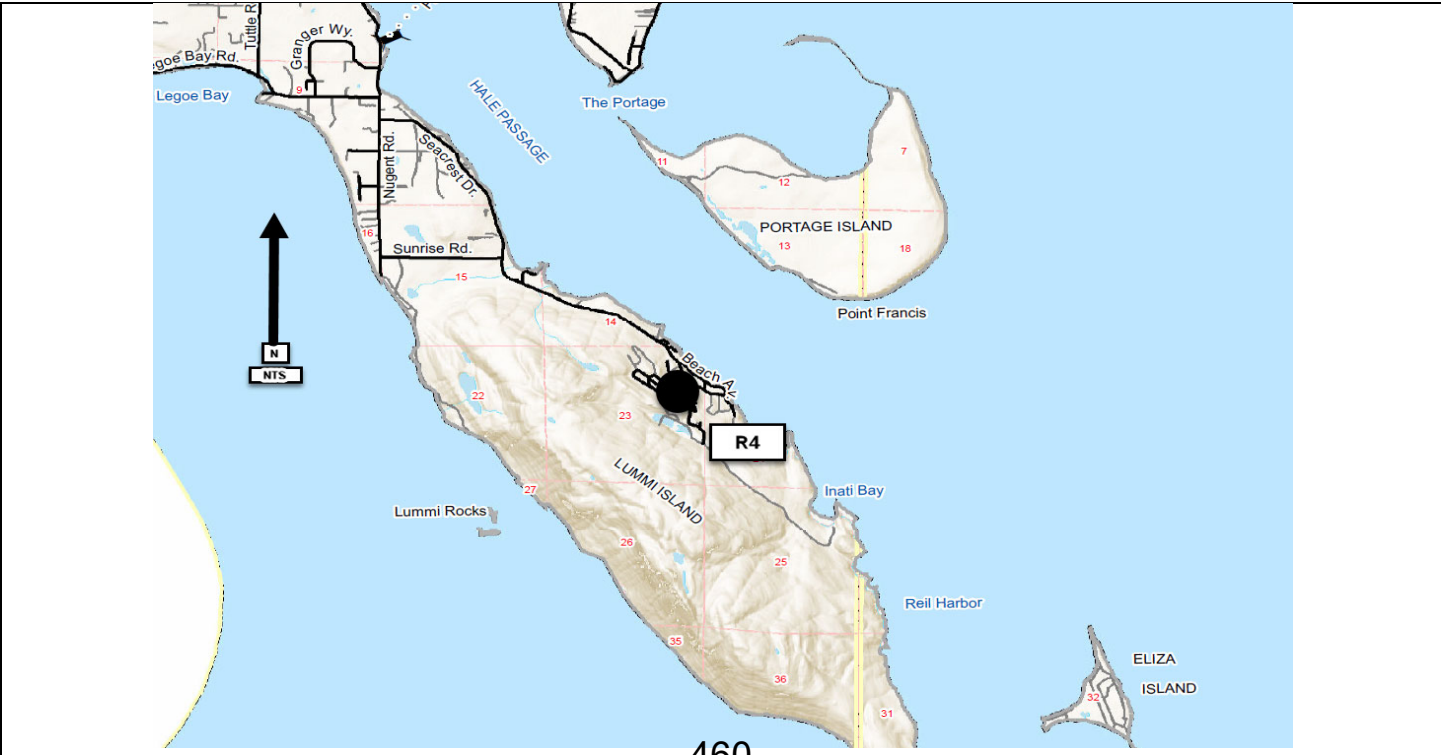 Tuttle R
Granger Wy.
egoe Bay Rd.
9
Legoe Bay
HALE PASSAGE
The Portage
Nugent Rd.
Seacrest Dr.
11
7
12
16
PORTAGE ISLAND
13
18
Sunrise Rd.
15
Point Francis
14
N
NTS
Beach Av
22
23
R4
LUMMI ISLAND
27
Inati Bay
Lummi Rocks
26
25
Reil Harbor
35
ELIZA
ISLAND
36
32
31
460